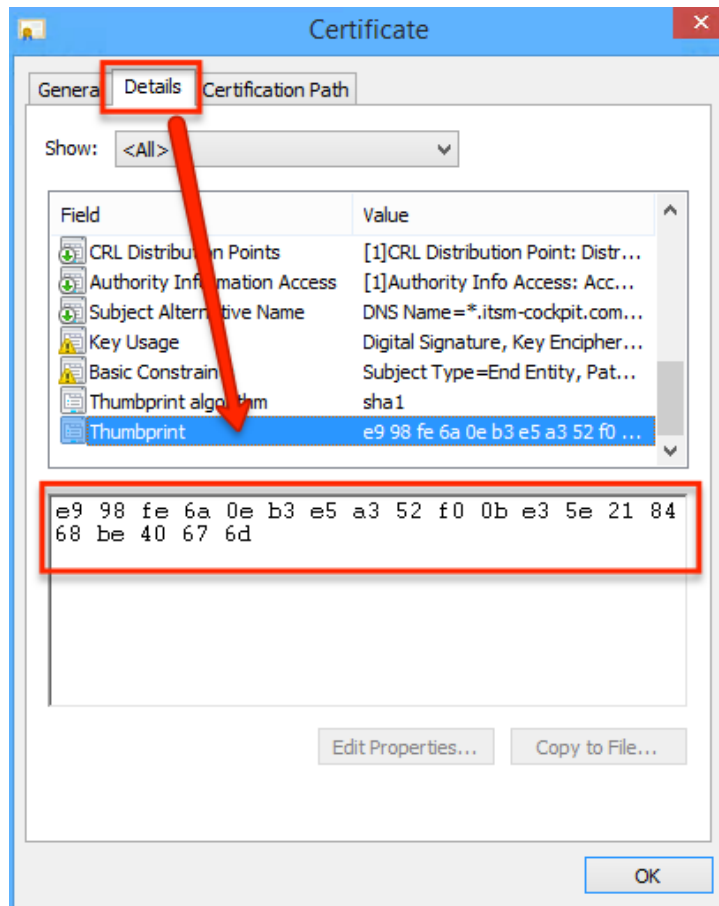 Certificate
General Details Certification Path
Show: <All>
Field Value
CRL Distribution Points [1]CRL Distribution Point: Distr...
Authority Information Access [1]Authority Info Access: Acc...
Subject Alternative Name DNS Name=*.itsm-cockpit.com...
Key Usage Digital Signature, Key Encipher...
Basic Constrain Subject Type=End Entity, Pat...
Thumbprint algorithm sha1
Thumbprint e9 98 fe 6a 0e b3 e5 a3 52 f0 ...
e9 98 fe 6a 0e b3 e5 a3 52 f0 0b e3 5e 21 84
68 be 40 67 6d
Edit Properties... Copy to File...
OK